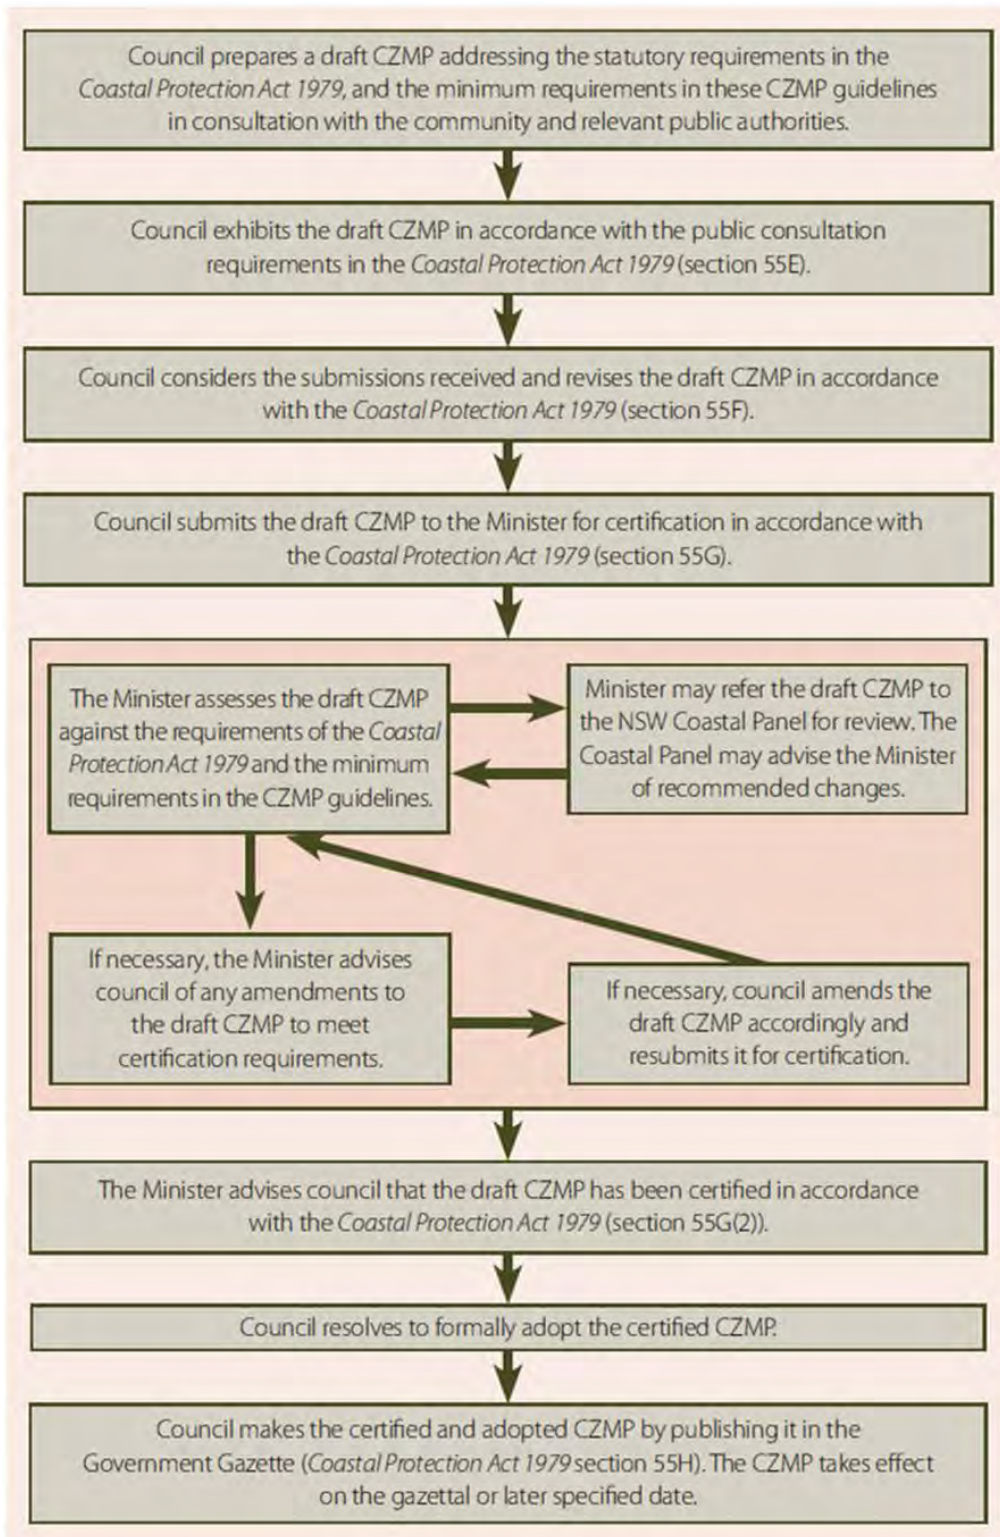 Council prepares a draft CZMP addressing the statutory requirements in the
Coastal Protection Act 1979, and the minimum requirements in these CZMP guidelines
in consultation with the community and relevant public authorities.
Council exhibits the draft CZMP in accordance with the public consultation
requirements in the Coastal Protection Act 1979 (section 55E).
Council considers the submissions received and revises the draft CZMP in accordance
with the Coastal Protection Act 1979 (section 55F).
Council submits the draft CZMP to the Minister for certification in accordance with
the Coastal Protection Act 1979 (section 55G).
The Minister assesses the draft CZMP
against the requirements of the Coastal
Protection Act 1979 and the minimum
requirements in the CZMP guidelines.
Minister may refer the draft CZMP to
the NSW Coastal Panel for review. The
Coastal Panel may advise the Minister
of recommended changes.
If necessary, the Minister advises
council of any amendments to
the draft CZMP to meet
certification requirements.
If necessary, council amends the
draft CZMP accordingly and
resubmits it for certification.
The Minister advises council that the draft CZMP has been certified in accordance
with the Coastal Protection Act 1979 (section 55G(2)).
Council resolves to formally adopt the certified CZMP.
Council makes the certified and adopted CZMP by publishing it in the
Government Gazette (Coastal Protection Act 1979 section 55H). The CZMP takes effect
on the gazettal or later specified date.